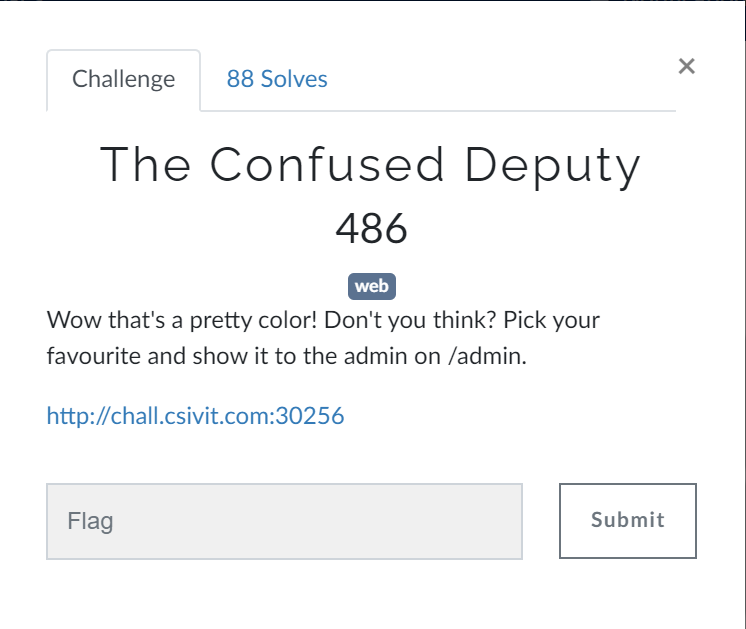 Challenge
88 Solves
×
The Confused Deputy
486
web
Wow that's a pretty color! Don't you think? Pick your
favourite and show it to the admin on /admin.
http://chall.csivit.com:30256
Flag
Submit